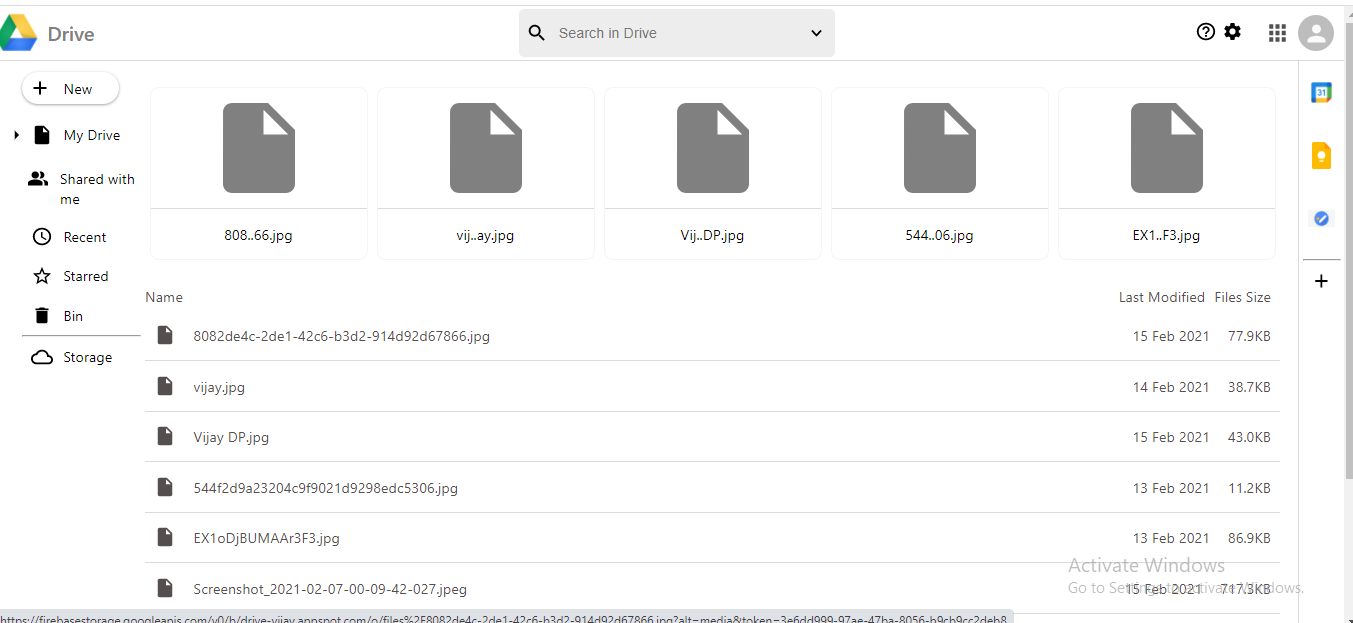 Drive
Search in Drive
New
My Drive
Shared with
me
Recent
Starred
Bin
Storage
808..66.jpg
vij..ay.jpg
Vij..DP.jpg
544..06.jpg
EX1..F3.jpg
31
Name Last Modified Files Size
8082de4c-2de1-42c6-b3d2-914d92d67866.jpg 15 Feb 2021 77.9KB
vijay.jpg 14 Feb 2021 38.7KB
Vijay DP.jpg 15 Feb 2021 43.0KB
544f2d9a23204c9f9021d9298edc5306.jpg 13 Feb 2021 11.2KB
EX1oDjBUMAAr3F3.jpg 13 Feb 2021 86.9KB
Activate Windows
Go to Settings to activate Windows.
Screenshot_2021-02-07-00-09-42-027.jpeg 15 Feb 2021 717.3KB
https://firebasestorage.googleapis.com/v0/b/drive-vijay.appspot.com/o/files%2F8082de4c-2de1-42c6-b3d2-914d92d67866.jpg?alt=media&token=3e6dd999-97ae-47ba-8056-b9cb9cc2deb8